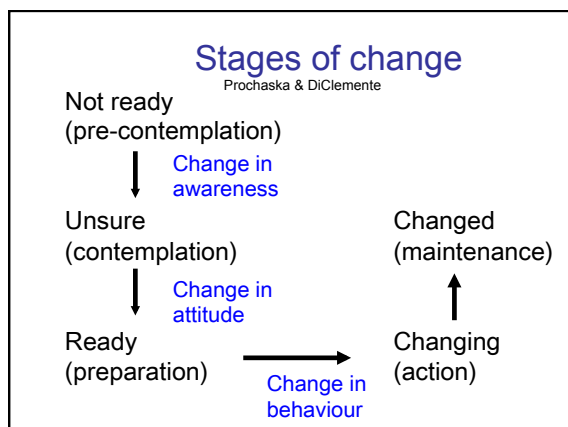 Stages of change
Prochaska & DiClemente
Not ready
(pre-contemplation)
Change in
awareness
Unsure
(contemplation)
Change in
attitude
Ready
(preparation)
Change in
behaviour
Changing
(action)
Changed
(maintenance)